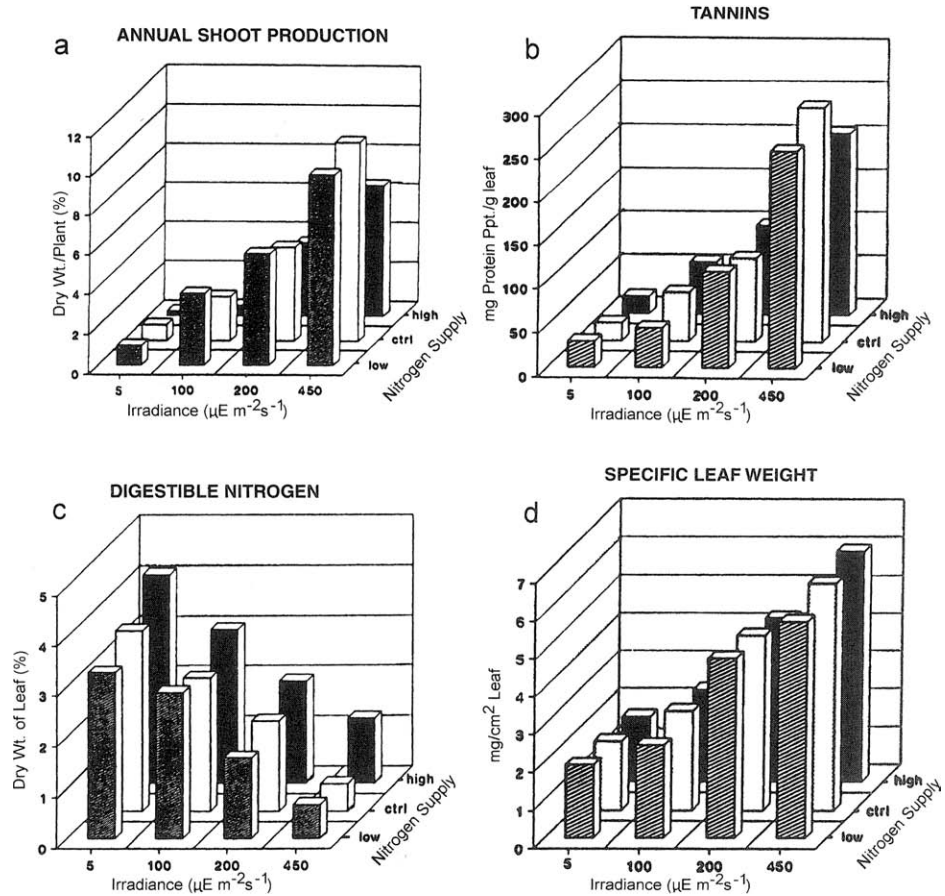 a
ANNUAL SHOOT PRODUCTION
Dry Wt./Plant (%)
12
10
8
6
4
2
0
5
100
200
450
Irradiance (µE m-2s-1)
low
ctrl
high
Nitrogen Supply
b
TANNINS
mg Protein Ppt./g leaf
300
250
200
150
100
50
0
5
100
200
450
Irradiance (µE m-2s-1)
low
ctrl
high
Nitrogen Supply
c
DIGESTIBLE NITROGEN
Dry Wt. of Leaf (%)
5
4
3
2
1
0
5
100
200
450
Irradiance (µE m-2s-1)
low
ctrl
high
Nitrogen Supply
d
SPECIFIC LEAF WEIGHT
mg/cm2 Leaf
7
6
5
4
3
2
1
0
5
100
200
450
Irradiance (µE m-2s-1)
low
ctrl
high
Nitrogen Supply